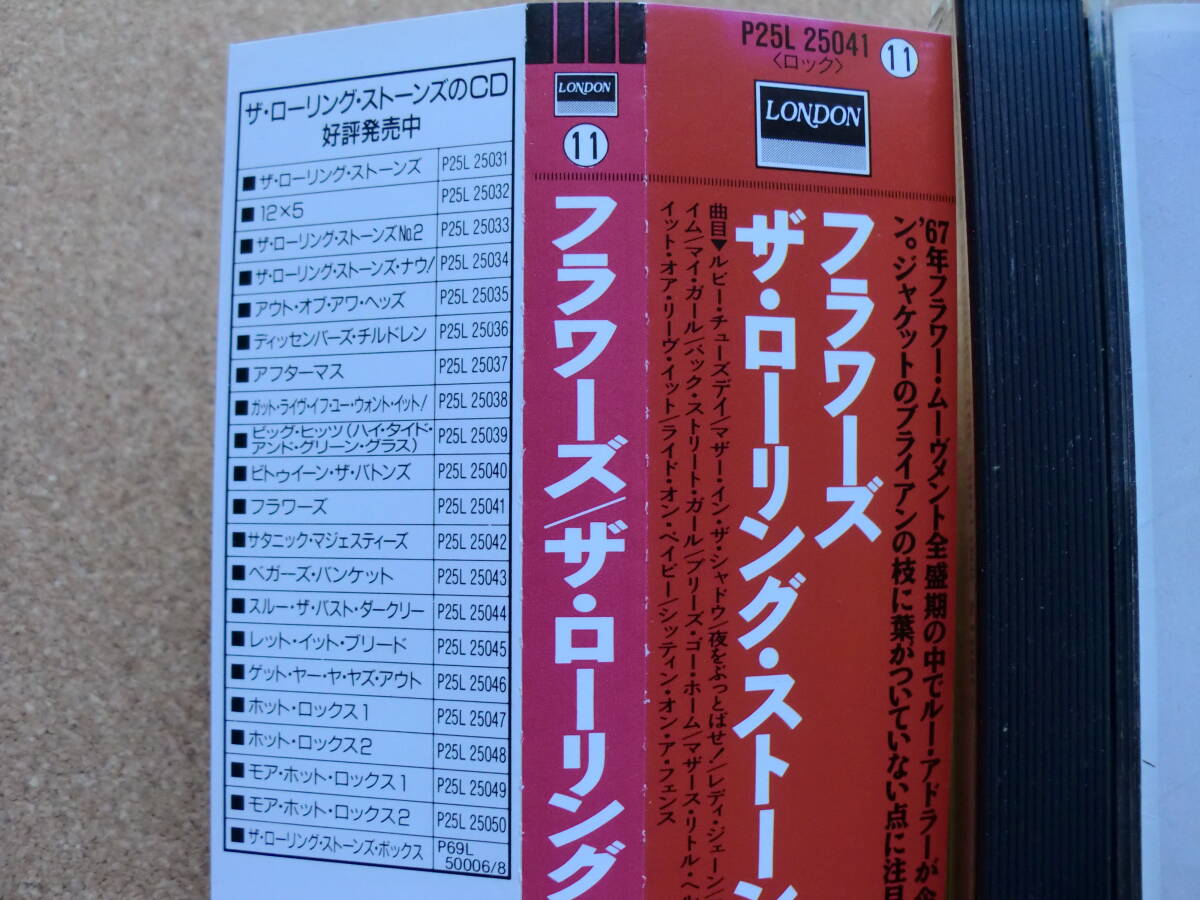 ザ・ローリング・ストーンズのCD
好評発売中
■ザ・ローリング・ストーンズ P25L 25031
■12×5 P25L 25032
■ザ・ローリング・ストーンズNo.2 P25L 25033
■ザ・ローリング・ストーンズ・ナウ! P25L 25034
■アウト・オブ・アワ・ヘッズ P25L 25035
■ディッセンバーズ・チルドレン P25L 25036
■アフターマス P25L 25037
■ガット・ライヴ・イフ・ユー・ウォント・イット! P25L 25038
■ビッグ・ヒッツ(ハイ・タイド・
アンド・グリーン・グラス) P25L 25039
■ビトゥイーン・ザ・バトンズ P25L 25040
■フラワーズ P25L 25041
■サタニック・マジェスティーズ P25L 25042
■ベガーズ・バンケット P25L 25043
■スルー・ザ・パスト・ダークリー P25L 25044
■レット・イット・ブリード P25L 25045
■ゲット・ヤー・ヤ・ヤズ・アウト P25L 25046
■ホット・ロックス1 P25L 25047
■ホット・ロックス2 P25L 25048
■モア・ホット・ロックス1 P25L 25049
■モア・ホット・ロックス2 P25L 25050
■ザ・ローリング・ストーンズ・ボックス P69L
50006/8
LONDON
11
フラワーズ/ザ・ローリング
P25L 25041
〈ロック〉
11
LONDON
'67年フラワー・ムーヴメント全盛期の中でルー・アドラーが
ン。ジャケットのブライアンの枝に葉がついていない点に注目
フラワーズ
ザ・ローリング・ストーン
曲目▼ルビー・チューズデイ/マザー・イン・ザ・シャドウ/夜をぶっとばせ!/レディ・ジェーン/
イム/マイ・ガール/バック・ストリート・ガール/プリーズ・ゴー・ホーム/マザース・リトル・ヘル
イット・オア・リーヴ・イット/ライド・オン・ベイビー/シッティン・オン・ア・フェンス